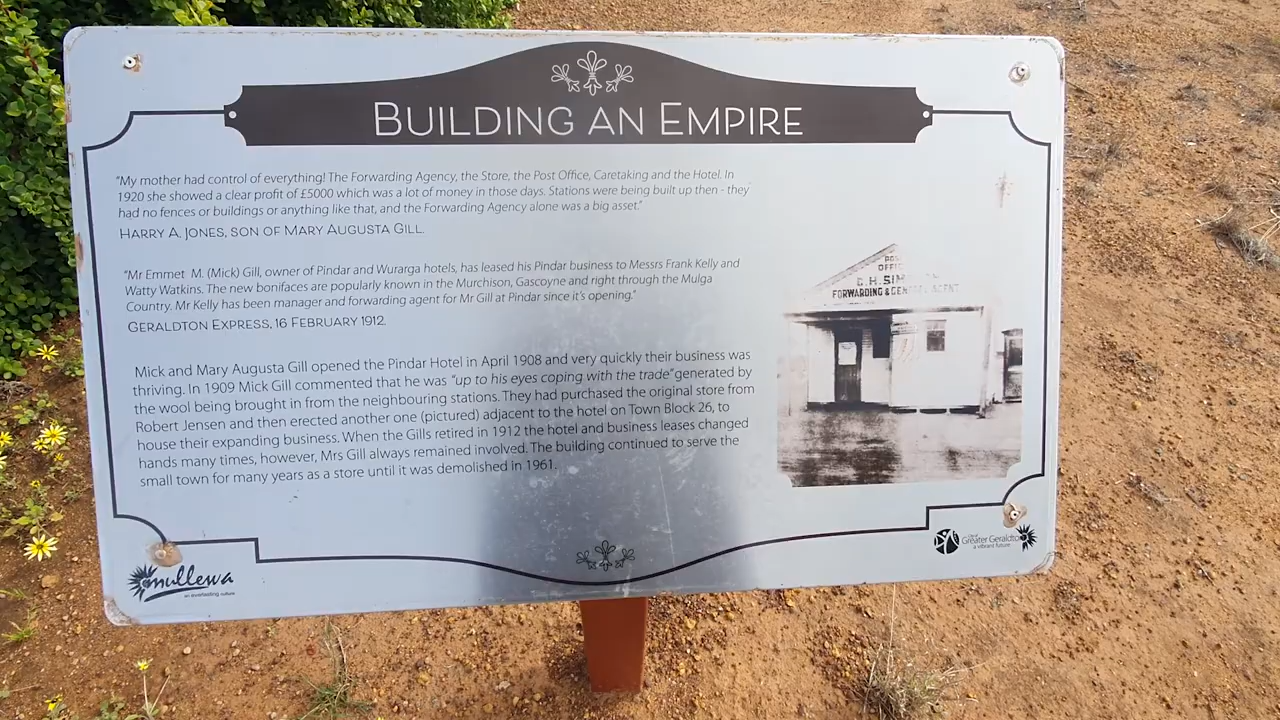 BUILDING AN EMPIRE
"My mother had control of everything! The Forwarding Agency, the Store, the Post Office, Caretaking and the Hotel. In
1920 she showed a clear profit of £5000 which was a lot of money in those days. Stations were being built up then - they
had no fences or buildings or anything like that, and the Forwarding Agency alone was a big asset."
HARRY A. JONES, SON OF MARY AUGUSTA GILL.
"Mr Emmet M. (Mick) Gill, owner of Pindar and Wurarga hotels, has leased his Pindar business to Messrs Frank Kelly and
Watty Watkins. The new bonifaces are popularly known in the Murchison, Gascoyne and right through the Mulga
Country. Mr Kelly has been manager and forwarding agent for Mr Gill at Pindar since it's opening."
GERALDTON EXPRESS, 16 FEBRUARY 1912.
Mick and Mary Augusta Gill opened the Pindar Hotel in April 1908 and very quickly their business was
thriving. In 1909 Mick Gill commented that he was "up to his eyes coping with the trade" generated by
the wool being brought in from the neighbouring stations. They had purchased the original store from
Robert Jensen and then erected another one (pictured) adjacent to the hotel on Town Block 26, to
house their expanding business. When the Gills retired in 1912 the hotel and business leases changed
hands many times, however, Mrs Gill always remained involved. The building continued to serve the
small town for many years as a store until it was demolished in 1961.
POST
OFFICE
FORWARDING & GENERAL AGENT
mullewa
an everlasting culture
Greater Geraldton
a vibrant future